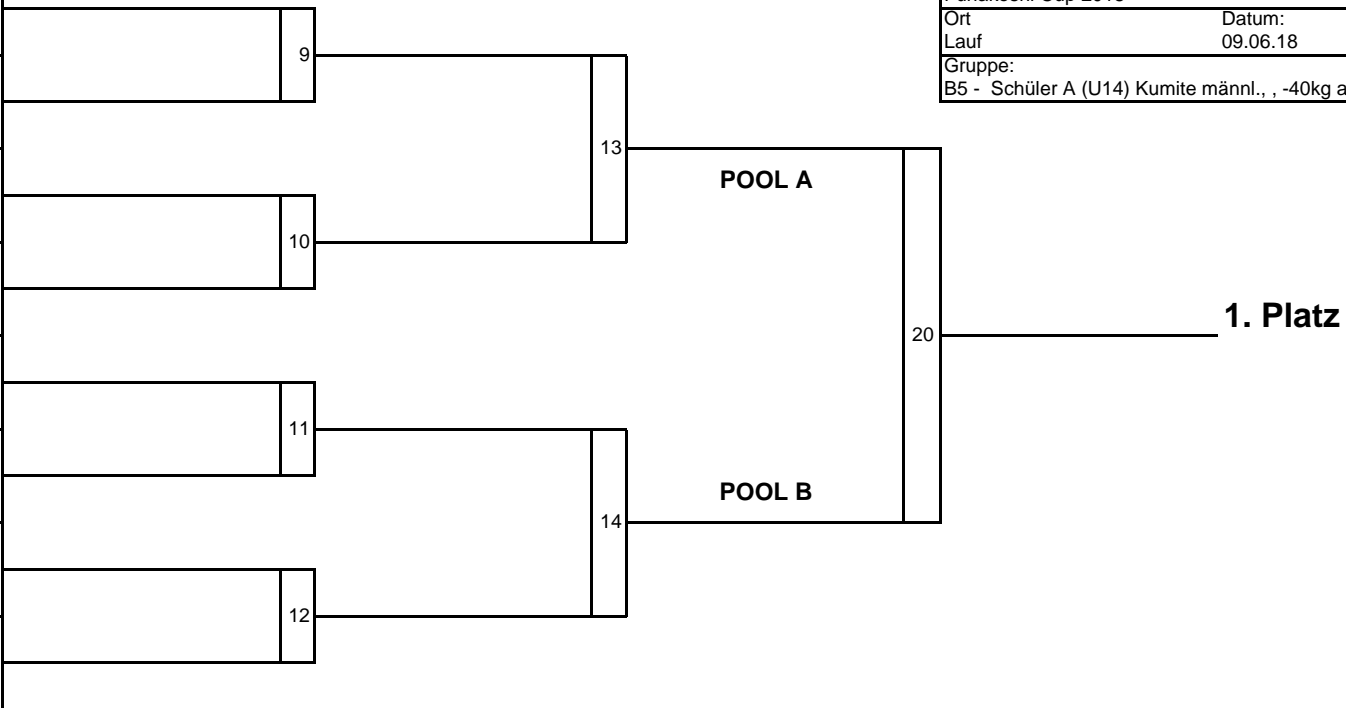 Ort Datum:
Lauf 09.06.18
Gruppe:
B5 - Schüler A (U14) Kumite männl., , -40kg a
9
13
POOL A
10
1. Platz
20
11
POOL B
14
12